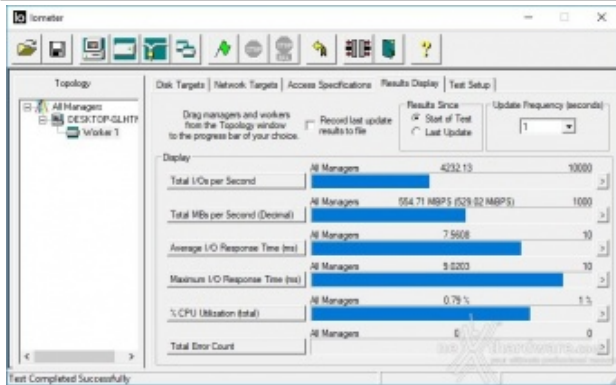 Iometer
Topology
All Managers
DESKTOP-GLHTN
Worker 1
Disk Targets | Network Targets | Access Specifications | Results Display | Test Setup
Drag managers and workers
from the Topology window
to the progress bar of your choice.
Record last update
results to file
Results Since
Start of Test
Last Update
Update Frequency (seconds)
1
Display
All Managers 4232.13 10000
Total I/Os per Second
All Managers 554.71 MBPS (529.02 MiBPS) 1000
Total MBs per Second (Decimal)
All Managers 7.5608 10
Average I/O Response Time (ms)
All Managers 9.0203 10
Maximum I/O Response Time (ms)
All Managers 0.79 % 1 %
% CPU Utilization (total)
All Managers 0 0
Total Error Count
Test Completed Successfully